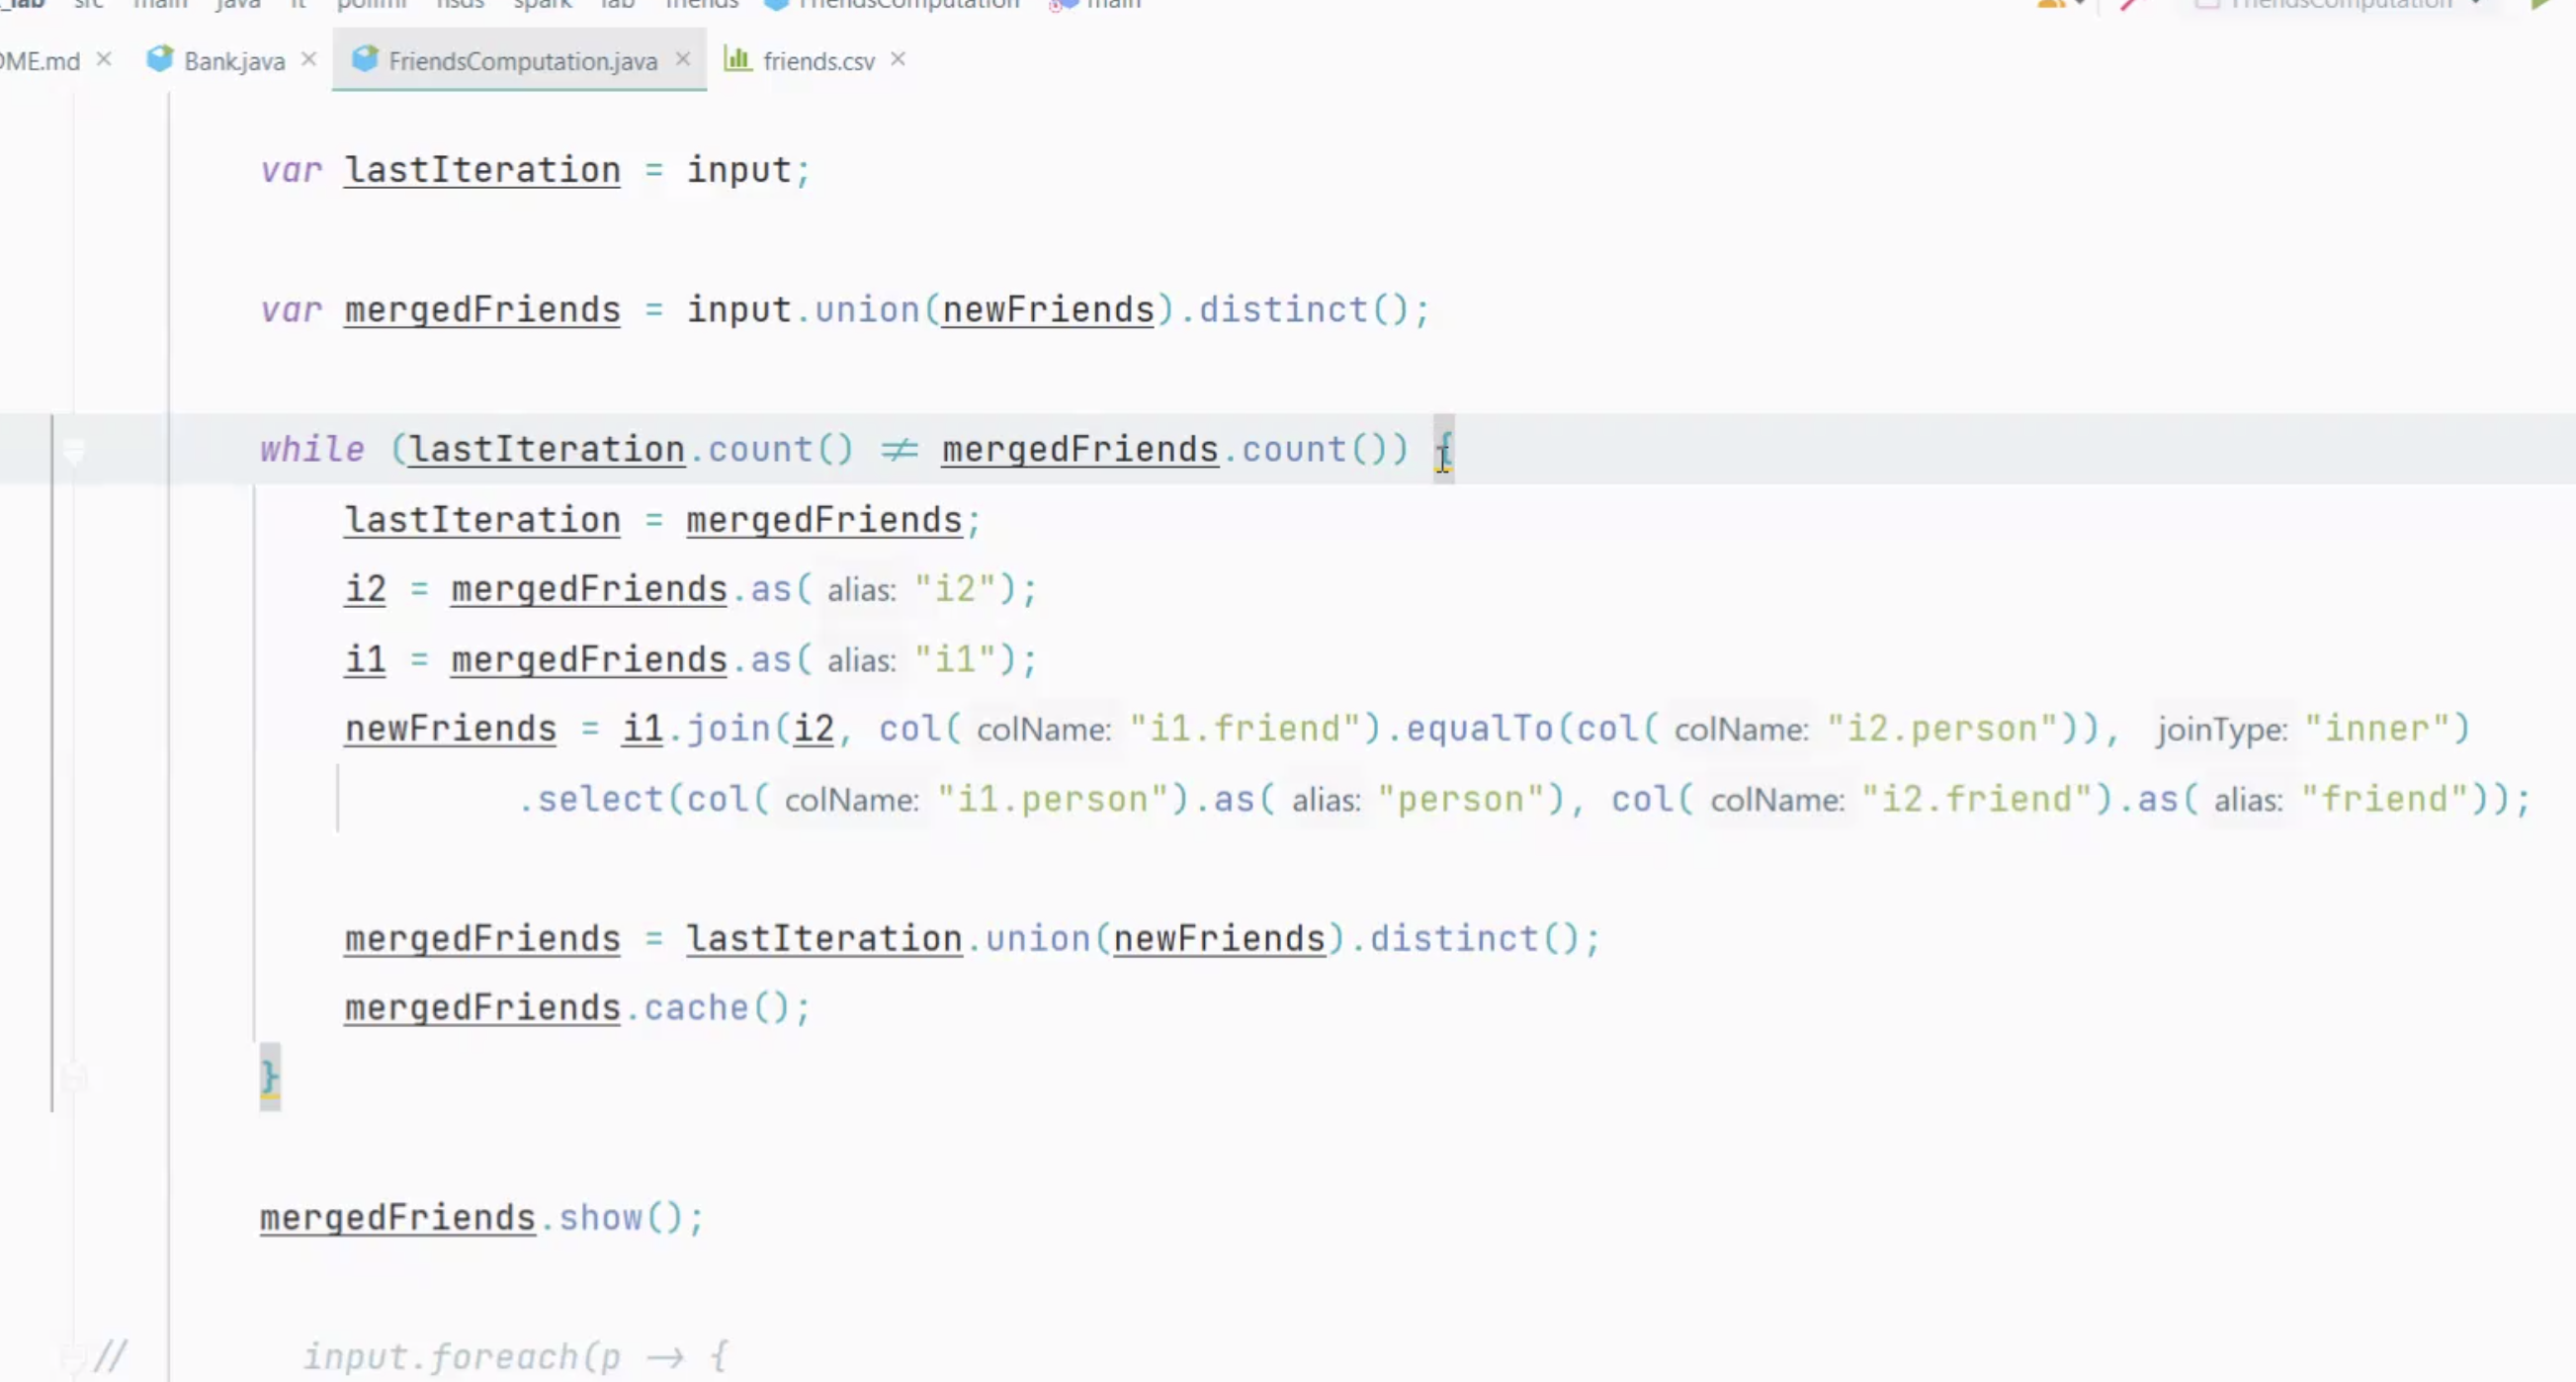 _lab src main java it polimi nsds spark lab friends FriendsComputation main FriendsComputation
OME.md Bank.java FriendsComputation.java friends.csv
var lastIteration = input;
var mergedFriends = input.union(newFriends).distinct();
while (lastIteration.count() ≠ mergedFriends.count()) {
lastIteration = mergedFriends;
i2 = mergedFriends.as( alias: "i2");
i1 = mergedFriends.as( alias: "i1");
newFriends = i1.join(i2, col( colName: "i1.friend").equalTo(col( colName: "i2.person")), joinType: "inner")
.select(col( colName: "i1.person").as( alias: "person"), col( colName: "i2.friend").as( alias: "friend"));
mergedFriends = lastIteration.union(newFriends).distinct();
mergedFriends.cache();
}
mergedFriends.show();
// input.foreach(p → {